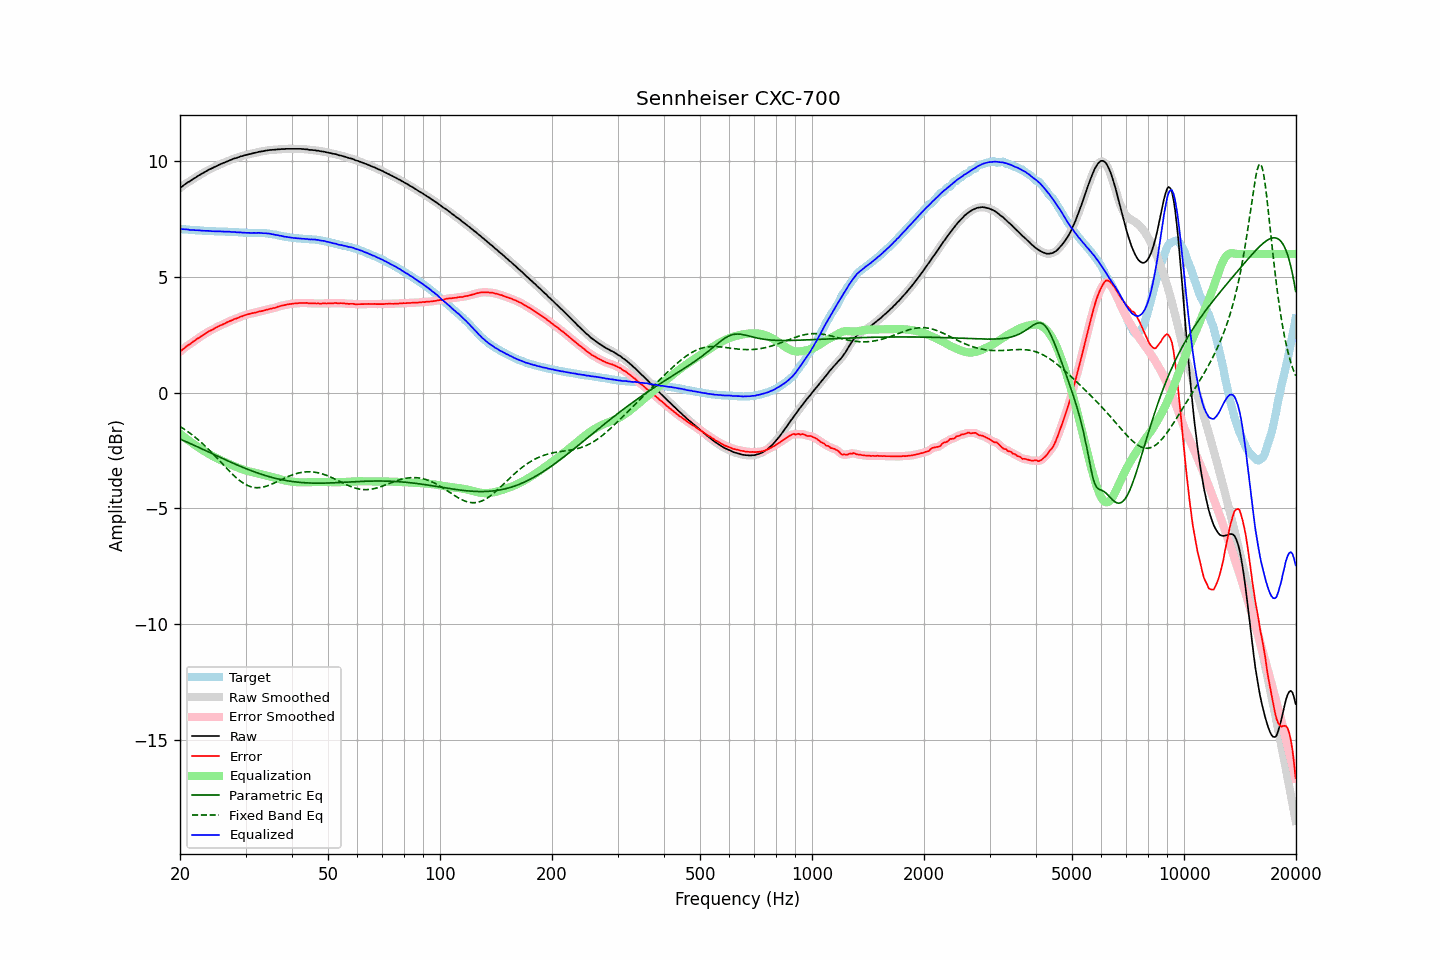 Sennheiser CXC-700
Amplitude (dBr)
10
5
0
−5
−10
−15
Target
Raw Smoothed
Error Smoothed
Raw
Error
Equalization
Parametric Eq
Fixed Band Eq
Equalized
20 50 100 200 500 1000 2000 5000 10000 20000
Frequency (Hz)